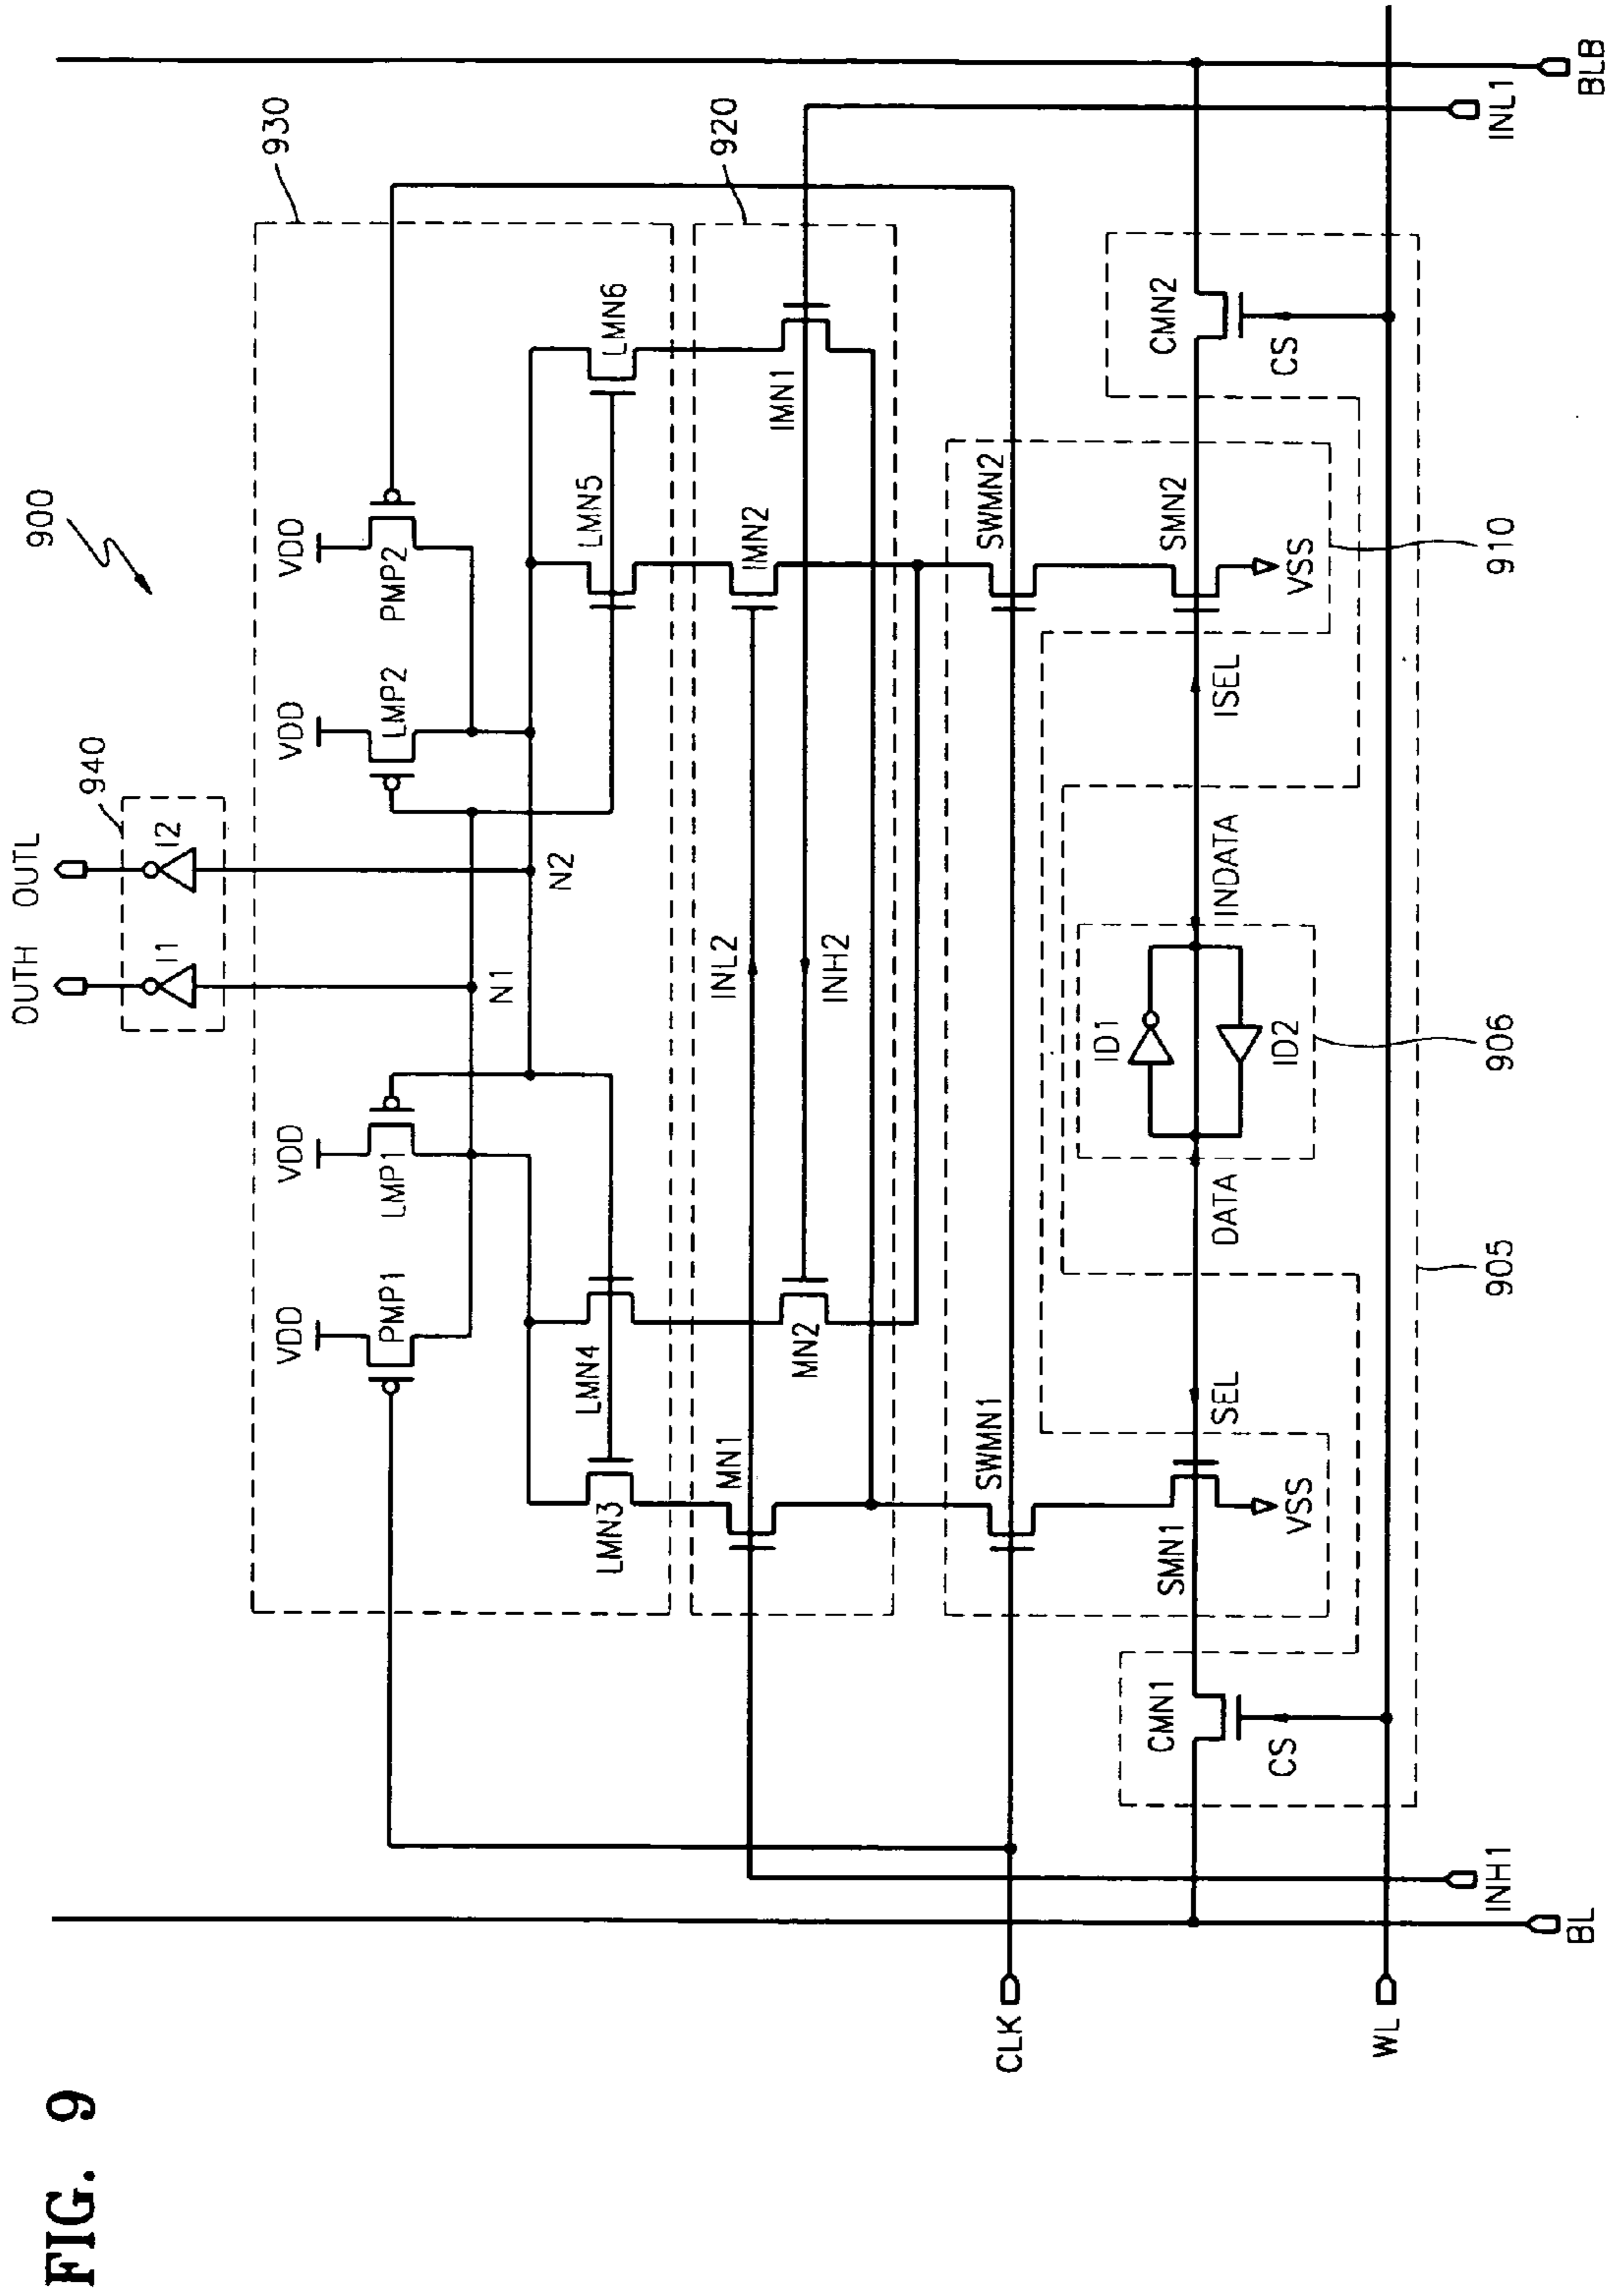 FIG. 9
900
OUTH
OUTL
940
I1
I2
930
VDD
VDD
VDD
VDD
PMP1
LMP1
LMP2
PMP2
N1
N2
LMN3
LMN4
LMN5
LMN6
920
MN1
INL2
IMN2
MN2
INH2
IMN1
CLK
SWMN1
SWMN2
CMN1
SMN1
SEL
DATA
ID1
ID2
INDATA
ISEL
SMN2
CMN2
CS
VSS
VSS
CS
WL
905
906
910
BL
INH1
INL1
BLB